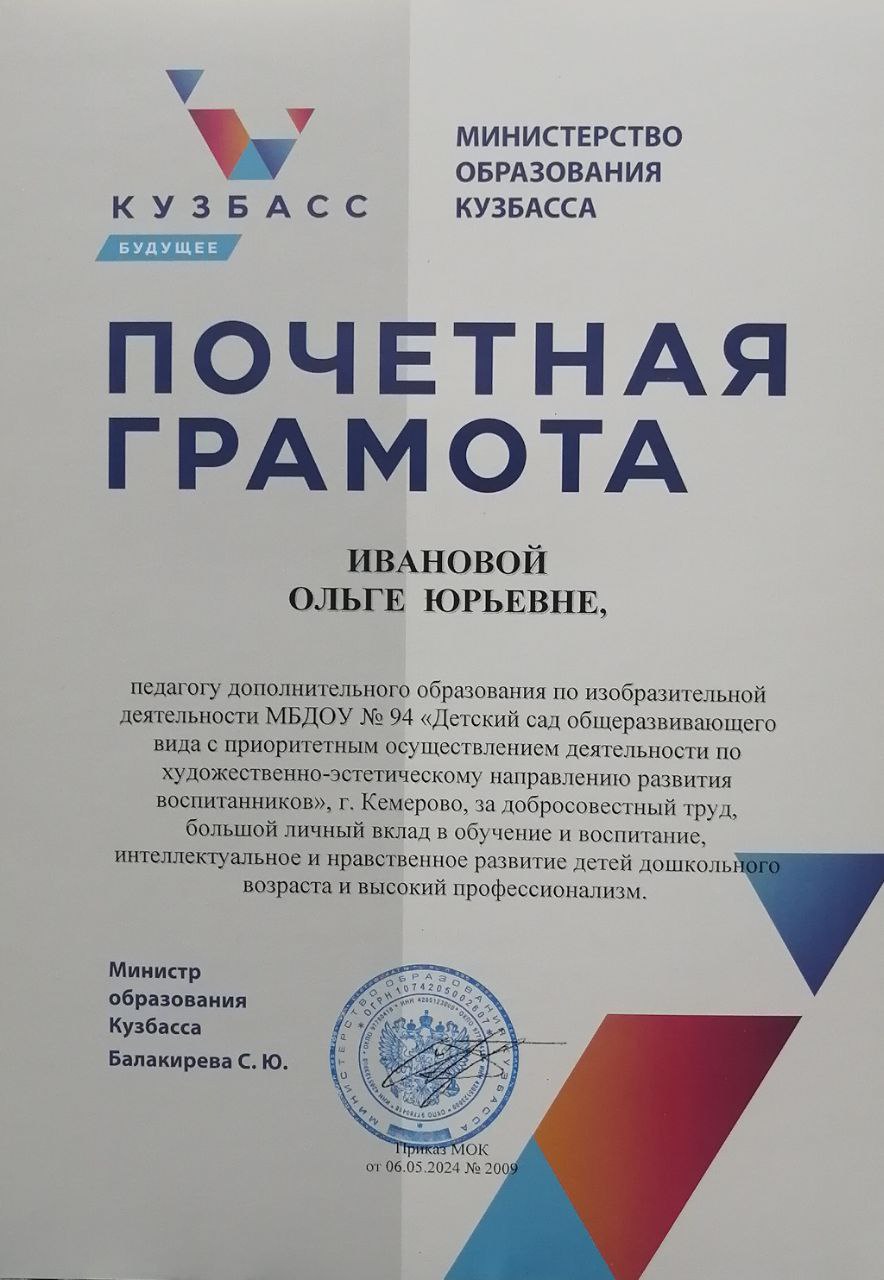 КУЗБАСС
БУДУЩЕЕ
МИНИСТЕРСТВО
ОБРАЗОВАНИЯ
КУЗБАССА
ПОЧЕТНАЯ
ГРАМОТА
ИВАНОВОЙ
ОЛЬГЕ ЮРЬЕВНЕ,
педагогу дополнительного образования по изобразительной
деятельности МБДОУ № 94 «Детский сад общеразвивающего
вида с приоритетным осуществлением деятельности по
художественно-эстетическому направлению развития
воспитанников», г. Кемерово, за добросовестный труд,
большой личный вклад в обучение и воспитание,
интеллектуальное и нравственное развитие детей дошкольного
возраста и высокий профессионализм.
Министр
образования
Кузбасса
Балакирева С. Ю.
МИНИСТЕРСТВО ОБРАЗОВАНИЯ КУЗБАССА
ОГРН 1074205002607
Приказ МОК
от 06.05.2024 № 2009